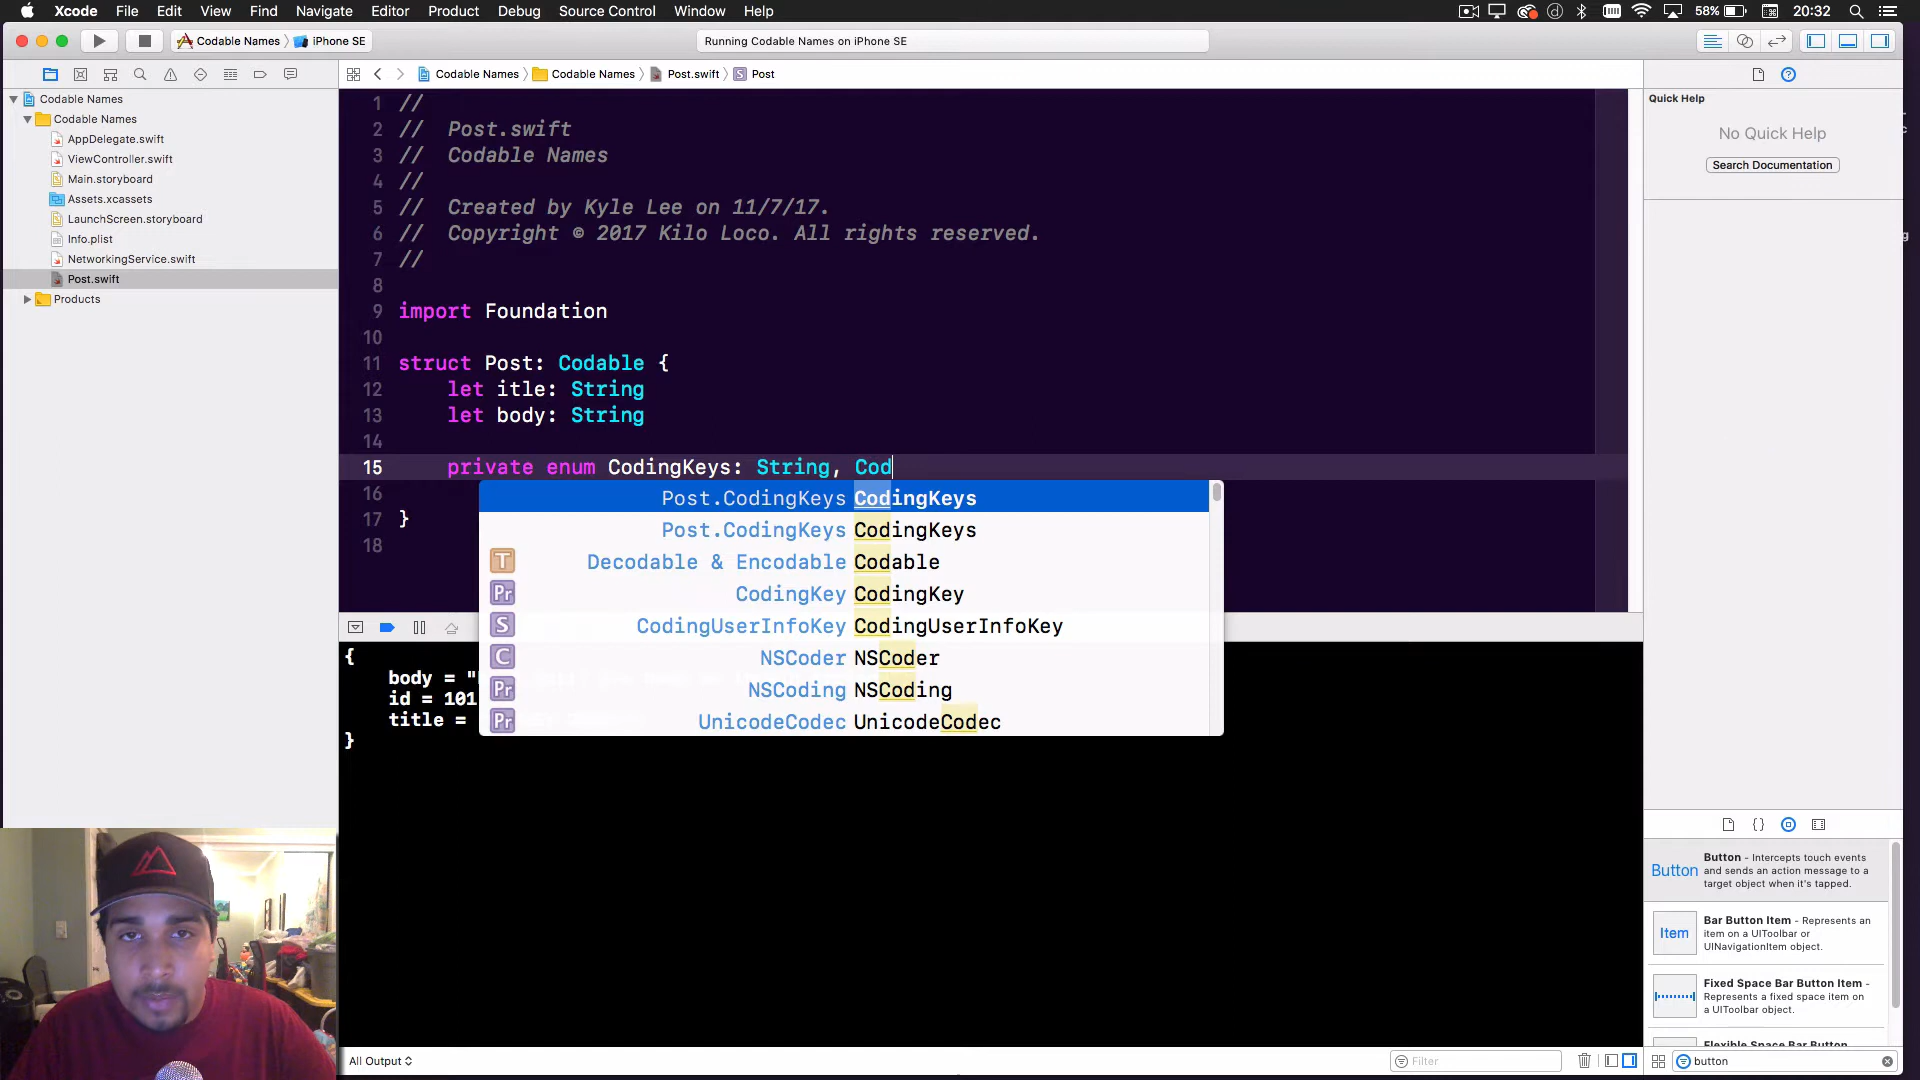 Xcode File Edit View Find Navigate Editor Product Debug Source Control Window Help
58% 20:32
Codable Names iPhone SE
Running Codable Names on iPhone SE
Codable Names Codable Names Post.swift Post
Codable Names
Codable Names
AppDelegate.swift
ViewController.swift
Main.storyboard
Assets.xcassets
LaunchScreen.storyboard
Info.plist
NetworkingService.swift
Post.swift
Products
1 //
2 // Post.swift
3 // Codable Names
4 //
5 // Created by Kyle Lee on 11/7/17.
6 // Copyright © 2017 Kilo Loco. All rights reserved.
7 //
8
9 import Foundation
10
11 struct Post: Codable {
12 let itle: String
13 let body: String
14
15 private enum CodingKeys: String, Cod
16
17 }
18
Post.CodingKeys CodingKeys
Post.CodingKeys CodingKeys
T Decodable & Encodable Codable
Pr CodingKey CodingKey
S CodingUserInfoKey CodingUserInfoKey
C NSCoder NSCoder
Pr NSCoding NSCoding
Pr UnicodeCodec UnicodeCodec
{
body = "
id = 101
title =
}
All Output
Filter
Quick Help
No Quick Help
Search Documentation
Button
Button - Intercepts touch events
and sends an action message to a
target object when it's tapped.
Item
Bar Button Item - Represents an
item on a UIToolbar or
UINavigationItem object.
Fixed Space Bar Button Item -
Represents a fixed space item on
a UIToolbar object.
Flexible Space Bar Button
button